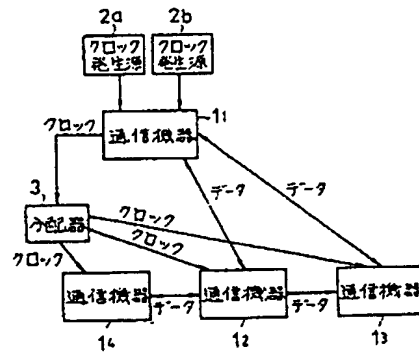 2a 2b
クロック 発生源
クロック 発生源
11
通信機器
クロック
データ
データ
3
分配器
クロック
クロック
クロック
通信機器
データ
通信機器
データ
通信機器
14 12 13